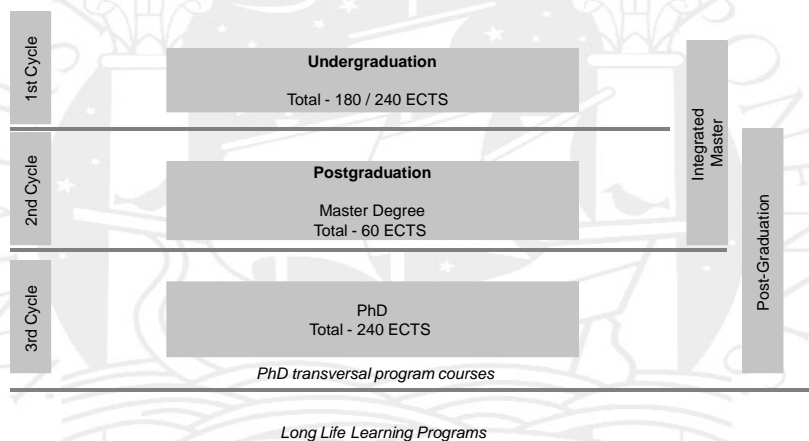 1st Cycle
Undergraduation
Total - 180 / 240 ECTS
Integrated
Master
2nd Cycle
Postgraduation
Master Degree
Total - 60 ECTS
Post-Graduation
3rd Cycle
PhD
Total - 240 ECTS
PhD transversal program courses
Long Life Learning Programs